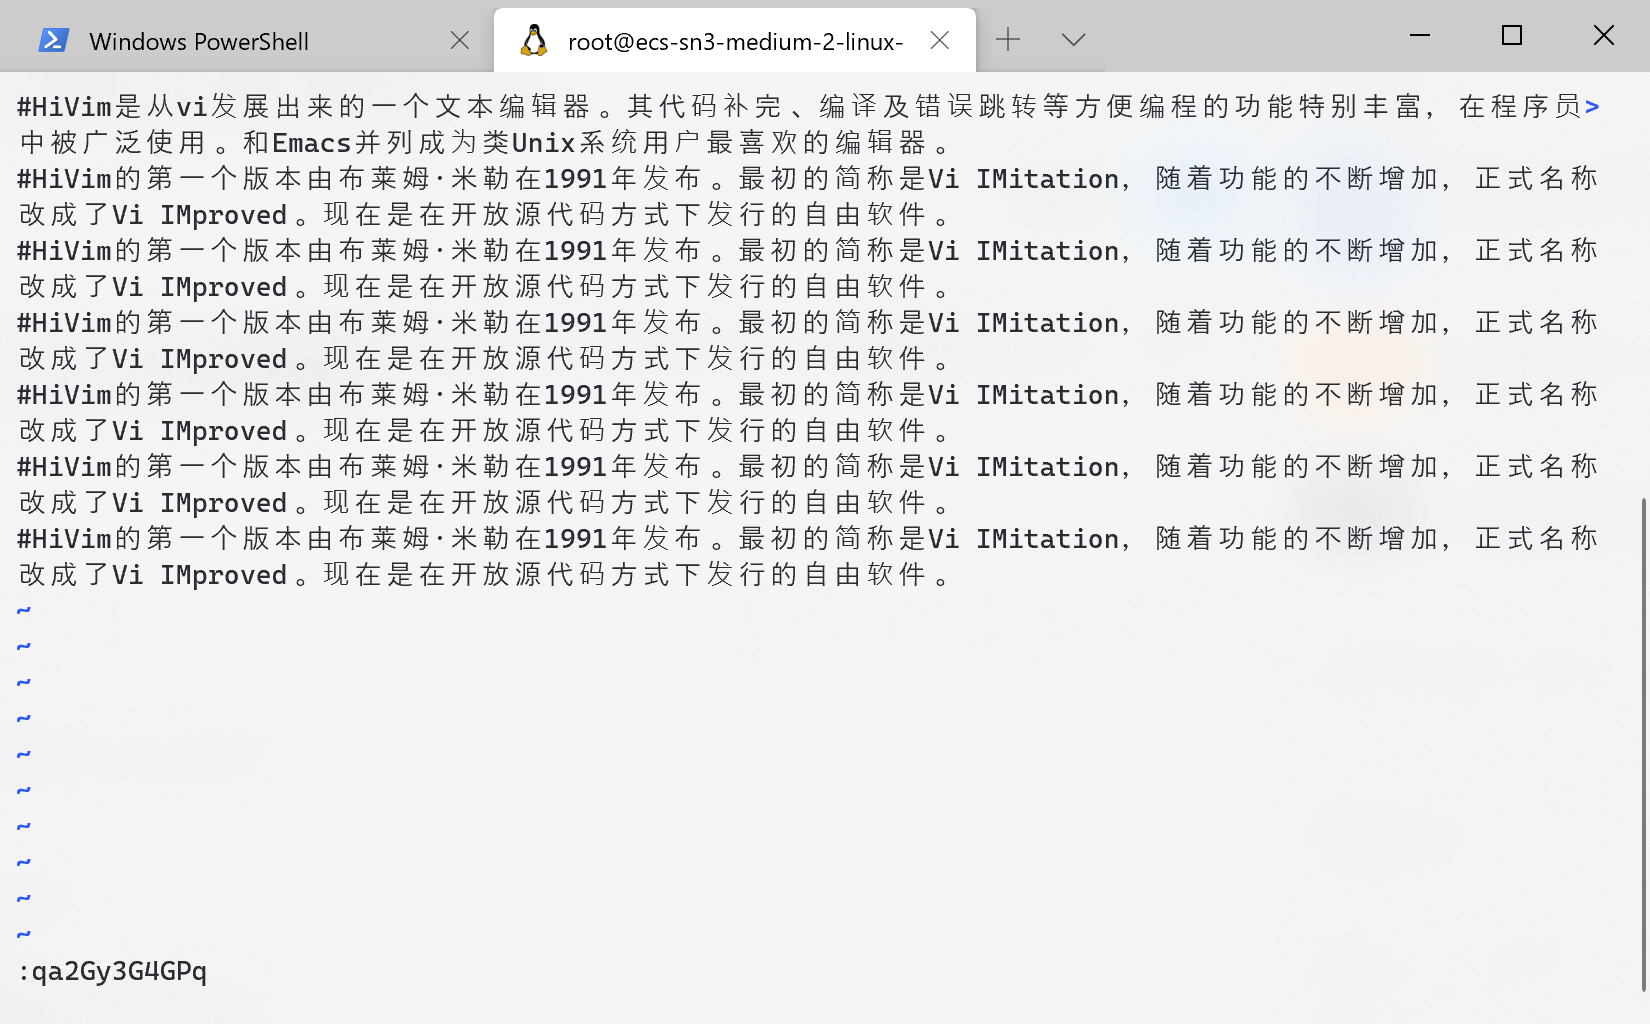 Windows PowerShell
root@ecs-sn3-medium-2-linux-
#HiVim是从vi发展出来的一个文本编辑器。其代码补完、编译及错误跳转等方便编程的功能特别丰富,在程序员>
中被广泛使用。和Emacs并列成为类Unix系统用户最喜欢的编辑器。
#HiVim的第一个版本由布莱姆·米勒在1991年发布。最初的简称是Vi IMitation,随着功能的不断增加,正式名称
改成了Vi IMproved。现在是在开放源代码方式下发行的自由软件。
#HiVim的第一个版本由布莱姆·米勒在1991年发布。最初的简称是Vi IMitation,随着功能的不断增加,正式名称
改成了Vi IMproved。现在是在开放源代码方式下发行的自由软件。
#HiVim的第一个版本由布莱姆·米勒在1991年发布。最初的简称是Vi IMitation,随着功能的不断增加,正式名称
改成了Vi IMproved。现在是在开放源代码方式下发行的自由软件。
#HiVim的第一个版本由布莱姆·米勒在1991年发布。最初的简称是Vi IMitation,随着功能的不断增加,正式名称
改成了Vi IMproved。现在是在开放源代码方式下发行的自由软件。
#HiVim的第一个版本由布莱姆·米勒在1991年发布。最初的简称是Vi IMitation,随着功能的不断增加,正式名称
改成了Vi IMproved。现在是在开放源代码方式下发行的自由软件。
#HiVim的第一个版本由布莱姆·米勒在1991年发布。最初的简称是Vi IMitation,随着功能的不断增加,正式名称
改成了Vi IMproved。现在是在开放源代码方式下发行的自由软件。
~
~
~
~
~
~
~
~
~
~
:qa2Gy3G4GPq